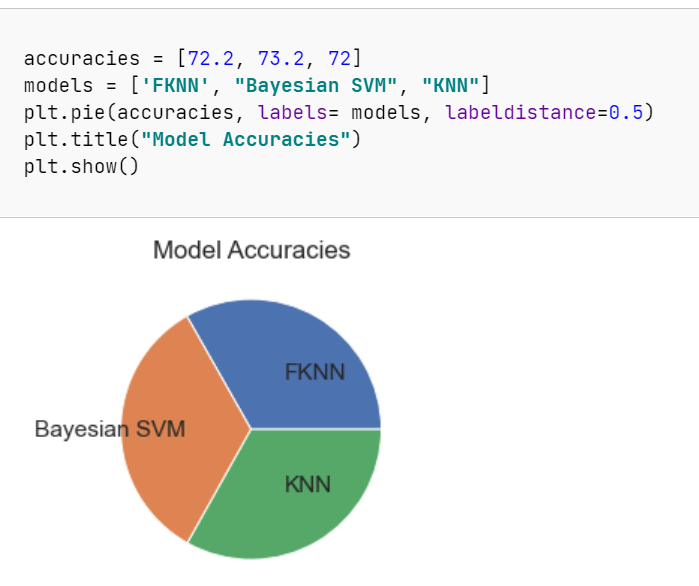 accuracies = [72.2, 73.2, 72]
models = ['FKNN', "Bayesian SVM", "KNN"]
plt.pie(accuracies, labels= models, labeldistance=0.5)
plt.title("Model Accuracies")
plt.show()
Model Accuracies
FKNN
Bayesian SVM
KNN